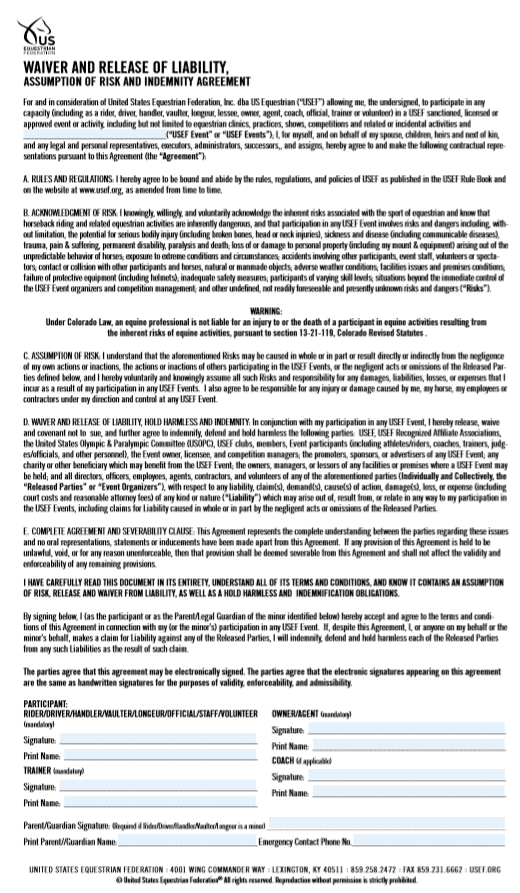 US
EQUESTRIAN
FEDERATION
WAIVER AND RELEASE OF LIABILITY,
ASSUMPTION OF RISK AND INDEMNITY AGREEMENT
For and in consideration of United States Equestrian Federation, Inc. dba US Equestrian (“USEF”) allowing me, the undersigned, to participate in any
capacity (including as a rider, driver, handler, vaulter, longeur, lessee, owner, agent, coach, official, trainer or volunteer) in a USEF sanctioned, licensed or
approved event or activity, including but not limited to equestrian clinics, practices, shows, competitions and related or incidental activities and
(“USEF Event” or “USEF Events”); I, for myself, and on behalf of my spouse, children, heirs and next of kin,
and any legal and personal representatives, executors, administrators, successors, and assigns, hereby agree to and make the following contractual repre-
sentations pursuant to this Agreement (the “Agreement”):
A. RULES AND REGULATIONS: I hereby agree to be bound and abide by the rules, regulations, and policies of USEF as published in the USEF Rule Book and
on the website at www.usef.org, as amended from time to time.
B. ACKNOWLEDGMENT OF RISK: I knowingly, willingly, and voluntarily acknowledge the inherent risks associated with the sport of equestrian and know that
horseback riding and related equestrian activities are inherently dangerous, and that participation in any USEF Event involves risks and dangers including, with-
out limitation, the potential for serious bodily injury (including broken bones, head or neck injuries), sickness and disease (including communicable diseases),
trauma, pain & suffering, permanent disability, paralysis and death; loss of or damage to personal property (including my mount & equipment) arising out of the
unpredictable behavior of horses; exposure to extreme conditions and circumstances; accidents involving other participants, event staff, volunteers or specta-
tors; contact or collision with other participants and horses, natural or manmade objects, adverse weather conditions, facilities issues and premises conditions;
failure of protective equipment (including helmets); inadequate safety measures; participants of varying skill levels, situations beyond the immediate control of
the USEF Event organizers and competition management; and other undefined, not readily foreseeable and presently unknown risks and dangers (“Risks”).
WARNING:
Under Colorado Law, an equine professional is not liable for an injury to or the death of a participant in equine activities resulting from
the inherent risks of equine activities, pursuant to section 13-21-119, Colorado Revised Statutes .
C. ASSUMPTION OF RISK: I understand that the aforementioned Risks may be caused in whole or in part or result directly or indirectly from the negligence
of my own actions or inactions, the actions or inactions of others participating in the USEF Events, or the negligent acts or omissions of the Released Par-
ties defined below, and I hereby voluntarily and knowingly assume all such Risks and responsibility for any damages, liabilities, losses, or expenses that I
incur as a result of my participation in any USEF Events. I also agree to be responsible for any injury or damage caused by me, my horse, my employees or
contractors under my direction and control at any USEF Event.
D. WAIVER AND RELEASE OF LIABILITY, HOLD HARMLESS AND INDEMNITY: In conjunction with my participation in any USEF Event, I hereby release, waive
and covenant not to sue, and further agree to indemnify, defend and hold harmless the following parties: USEF, USEF Recognized Affiliate Associations,
the United States Olympic & Paralympic Committee (USOPC), USEF clubs, members, Event participants (including athletes/riders, coaches, trainers, judg-
es/officials, and other personnel), the Event owner, licensee, and competition managers; the promoters, sponsors, or advertisers of any USEF Event; any
charity or other beneficiary which may benefit from the USEF Event; the owners, managers, or lessors of any facilities or premises where a USEF Event may
be held; and all directors, officers, employees, agents, contractors, and volunteers of any of the aforementioned parties (Individually and Collectively, the
“Released Parties” or “Event Organizers”), with respect to any liability, claim(s), demand(s), cause(s) of action, damage(s), loss, or expense (including
court costs and reasonable attorney fees) of any kind or nature (“Liability”) which may arise out of, result from, or relate in any way to my participation in
the USEF Events, including claims for Liability caused in whole or in part by the negligent acts or omissions of the Released Parties.
E. COMPLETE AGREEMENT AND SEVERABILITY CLAUSE: This Agreement represents the complete understanding between the parties regarding these issues
and no oral representations, statements or inducements have been made apart from this Agreement. If any provision of this Agreement is held to be
unlawful, void, or for any reason unenforceable, then that provision shall be deemed severable from this Agreement and shall not affect the validity and
enforceability of any remaining provisions.
I HAVE CAREFULLY READ THIS DOCUMENT IN ITS ENTIRETY, UNDERSTAND ALL OF ITS TERMS AND CONDITIONS, AND KNOW IT CONTAINS AN ASSUMPTION
OF RISK, RELEASE AND WAIVER FROM LIABILITY, AS WELL AS A HOLD HARMLESS AND INDEMNIFICATION OBLIGATIONS.
By signing below, I (as the participant or as the Parent/Legal Guardian of the minor identified below) hereby accept and agree to the terms and condi-
tions of this Agreement in connection with my (or the minor’s) participation in any USEF Event. If, despite this Agreement, I, or anyone on my behalf or the
minor’s behalf, makes a claim for Liability against any of the Released Parties, I will indemnify, defend and hold harmless each of the Released Parties
from any such Liabilities as the result of such claim.
The parties agree that this agreement may be electronically signed. The parties agree that the electronic signatures appearing on this agreement
are the same as handwritten signatures for the purposes of validity, enforceability, and admissibility.
PARTICIPANT:
RIDER/DRIVER/HANDLER/VAULTER/LONGEUR/OFFICIAL/STAFF/VOLUNTEER
(mandatory)
Signature:
Print Name:
TRAINER (mandatory)
Signature:
Print Name:
OWNER/AGENT (mandatory)
Signature:
Print Name:
COACH (if applicable)
Signature:
Print Name:
Parent/Guardian Signature: (Required if Rider/Driver/Handler/Vaulter/Longeur is a minor)
Print Parent//Guardian Name: Emergency Contact Phone No.
UNITED STATES EQUESTRIAN FEDERATION : 4001 WING COMMANDER WAY : LEXINGTON, KY 40511 : 859.258.2472 : FAX 859.231.6662 : USEF.ORG
© United States Equestrian Federation® All rights reserved. Reproduction without permission is strictly prohibited.